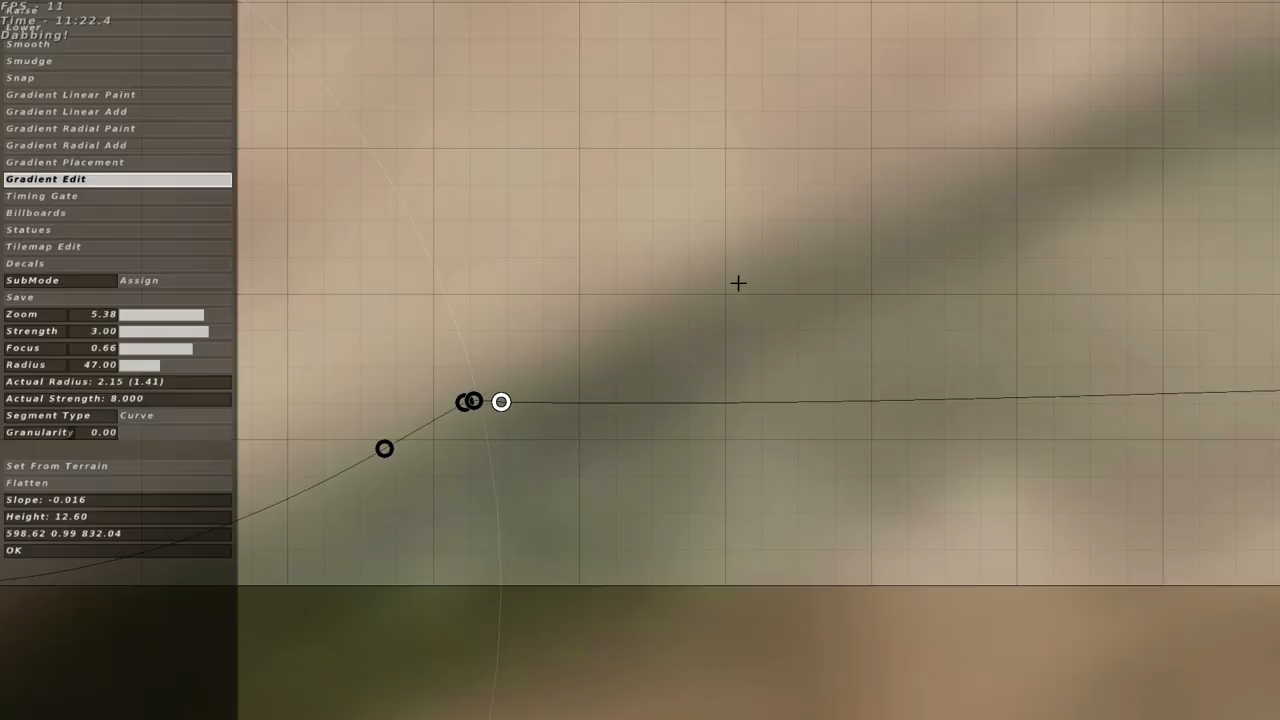 FPS - 11
Raise
Time - 11:22.4
Lower
Dabbing!
Smooth
Smudge
Snap
Gradient Linear Paint
Gradient Linear Add
Gradient Radial Paint
Gradient Radial Add
Gradient Placement
Gradient Edit
Timing Gate
Billboards
Statues
Tilemap Edit
Decals
SubMode Assign
Save
Zoom 5.38
Strength 3.00
Focus 0.66
Radius 47.00
Actual Radius: 2.15 (1.41)
Actual Strength: 8.000
Segment Type Curve
Granularity 0.00
Set From Terrain
Flatten
Slope: -0.016
Height: 12.60
598.62 0.99 832.04
OK